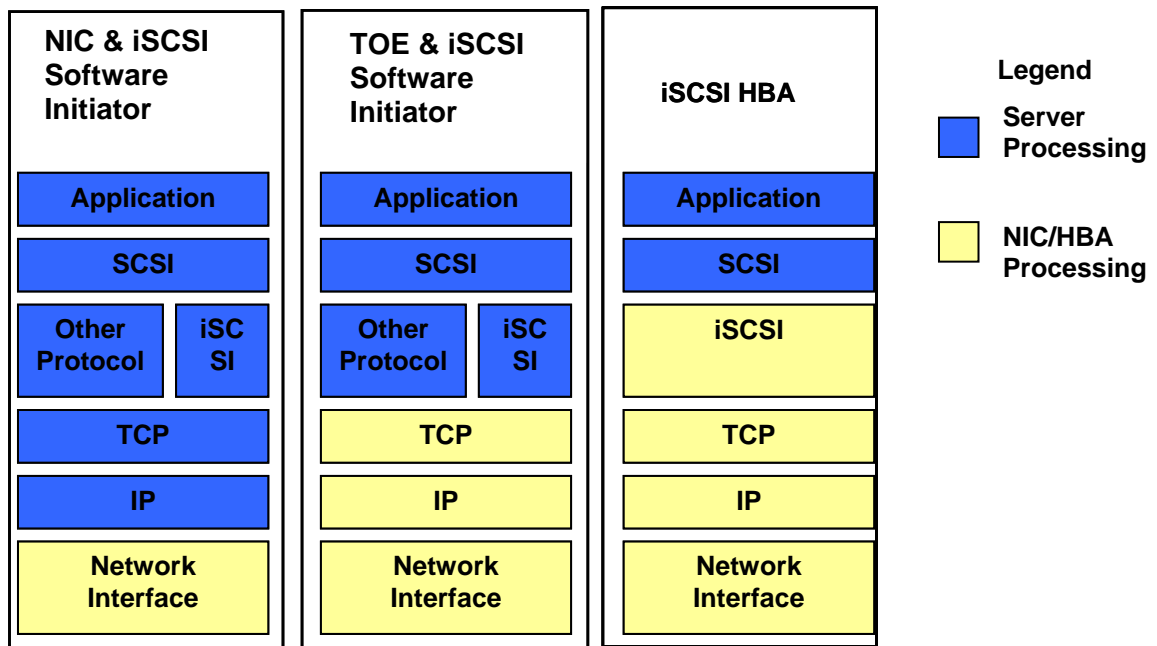 NIC & iSCSI
Software
Initiator
Application
SCSI
Other
Protocol
iSC
SI
TCP
IP
Network
Interface
TOE & iSCSI
Software
Initiator
Application
SCSI
Other
Protocol
iSC
SI
TCP
IP
Network
Interface
iSCSI HBA
Application
SCSI
iSCSI
TCP
IP
Network
Interface
Legend
Server
Processing
NIC/HBA
Processing